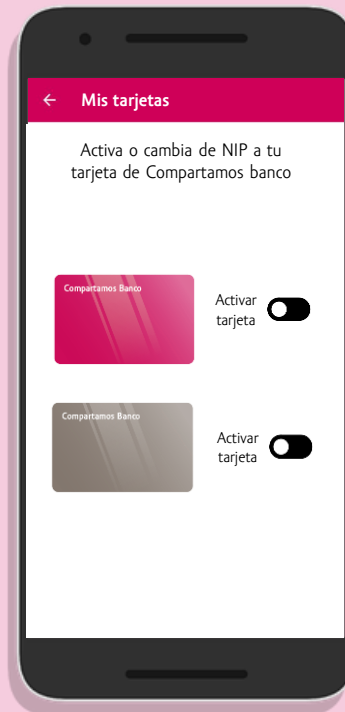 Mis tarjetas
Activa o cambia de NIP a tu
tarjeta de Compartamos banco
Compartamos Banco
Activar
tarjeta
Compartamos Banco
Activar
tarjeta